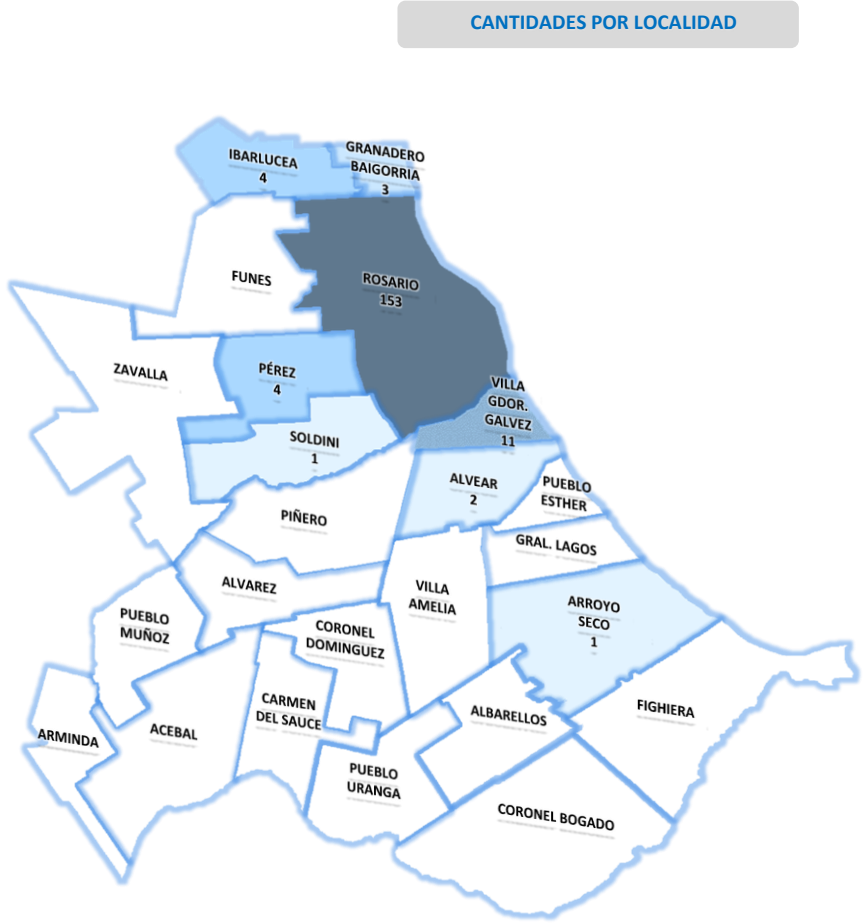 CANTIDADES POR LOCALIDAD
IBARLUCEA
4
GRANADERO
BAIGORRIA
3
FUNES
ROSARIO
153
ZAVALLA
PÉREZ
4
VILLA
GDOR.
GALVEZ
11
SOLDINI
1
ALVEAR
2
PUEBLO
ESTHER
PIÑERO
GRAL. LAGOS
ALVAREZ
VILLA
AMELIA
ARROYO
SECO
1
PUEBLO
MUÑOZ
CORONEL
DOMINGUEZ
CARMEN
DEL SAUCE
ALBARELLOS
FIGHIERA
ARMINDA
ACEBAL
PUEBLO
URANGA
CORONEL BOGADO